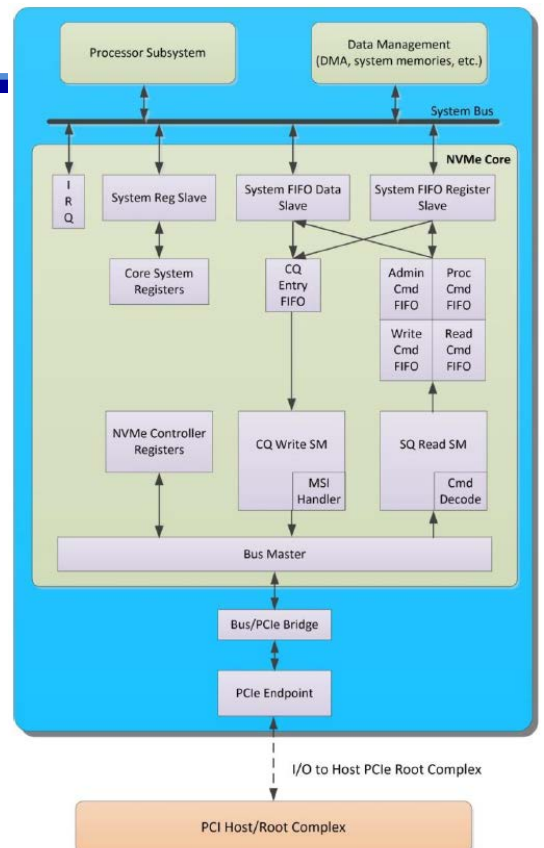 Processor Subsystem
Data Management
(DMA, system memories, etc.)
System Bus
NVMe Core
I
R
Q
System Reg Slave
System FIFO Data
Slave
System FIFO Register
Slave
Core System
Registers
CQ
Entry
FIFO
Admin
Cmd
FIFO
Proc
Cmd
FIFO
Write
Cmd
FIFO
Read
Cmd
FIFO
NVMe Controller
Registers
CQ Write SM
MSI
Handler
SQ Read SM
Cmd
Decode
Bus Master
Bus/PCIe Bridge
PCIe Endpoint
I/O to Host PCIe Root Complex
PCI Host/Root Complex